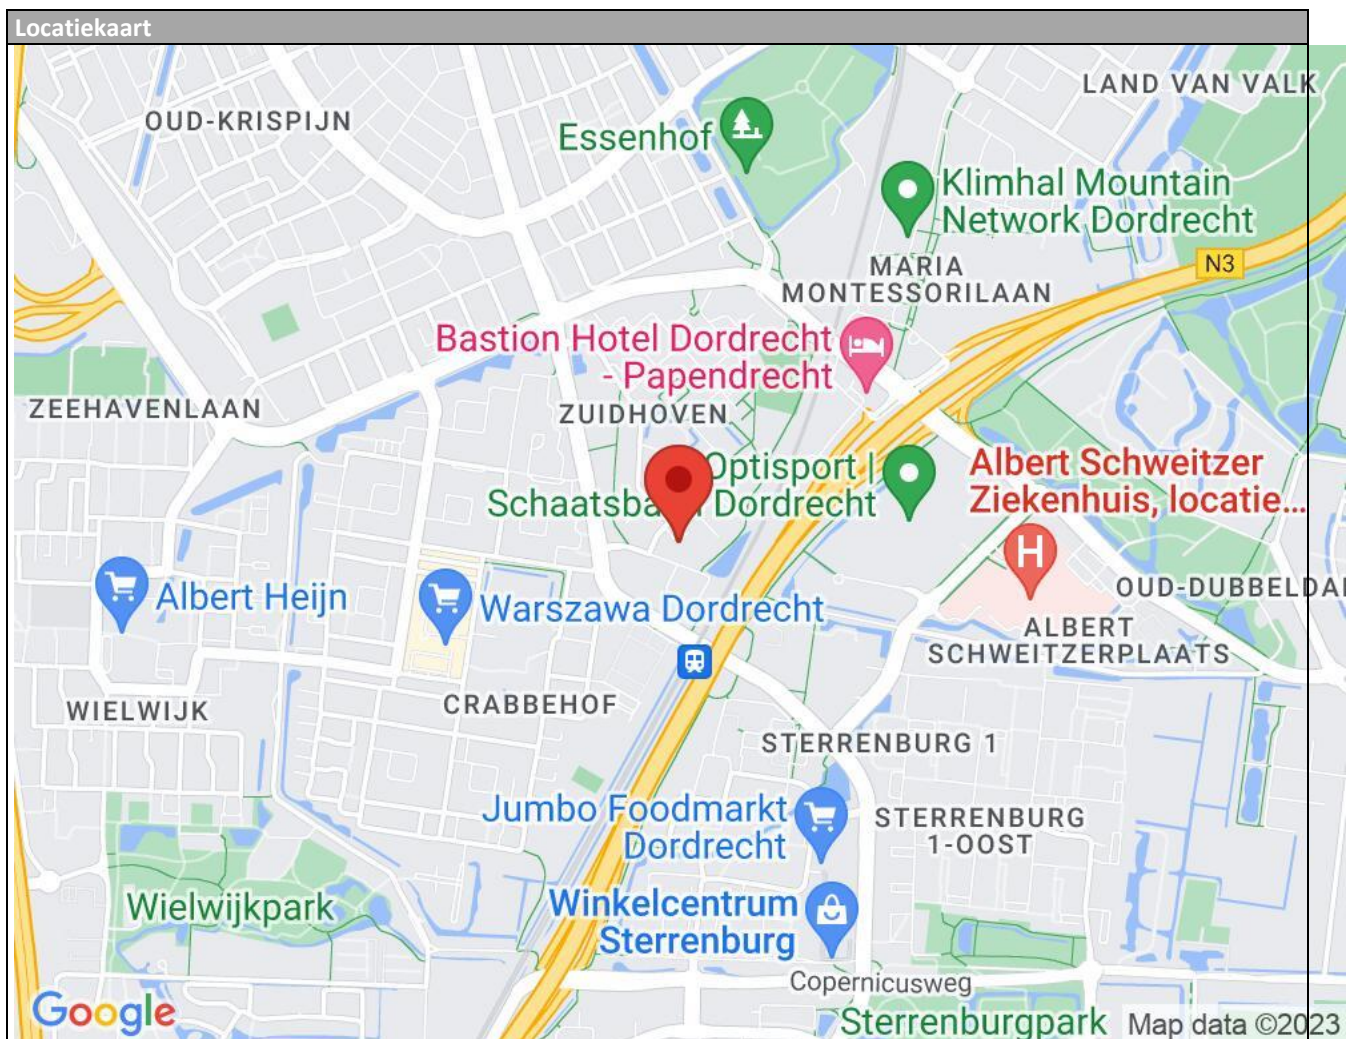 Locatiekaart
LAND VAN VALK
OUD-KRISPIJN
Essenhof
Klimhal Mountain
Network Dordrecht
N3
MARIA
MONTESSORILAAN
Bastion Hotel Dordrecht
- Papendrecht
ZEEHAVENLAAN
ZUIDHOVEN
Optisport |
Schaatsba Dordrecht
Albert Schweitzer
Ziekenhuis, locatie...
H
Albert Heijn
Warszawa Dordrecht
OUD-DUBBELDA
ALBERT
SCHWEITZERPLAATS
WIELWIJK
CRABBEHOF
STERRENBURG 1
Jumbo Foodmarkt
Dordrecht
STERRENBURG
1-OOST
Wielwijkpark
Winkelcentrum
Sterrenburg
Copernicusweg
Google
Sterrenburgpark
Map data ©2023